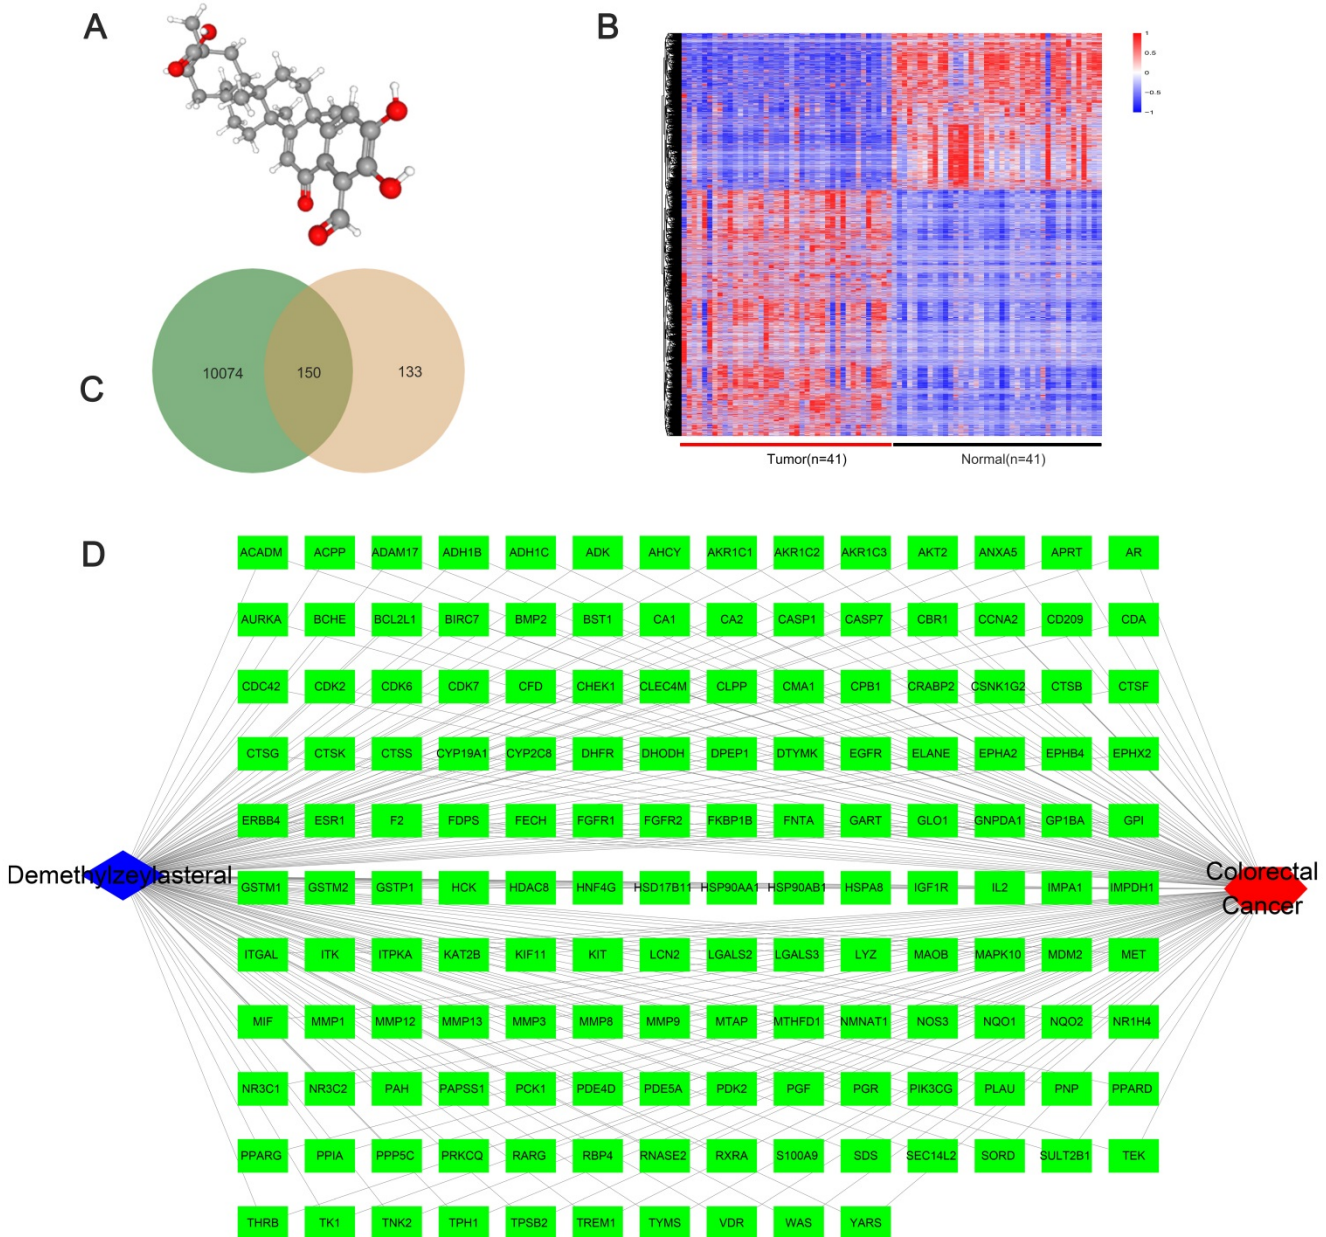 A
B
1
0.5
0
−0.5
−1
Tumor(n=41)
Normal(n=41)
C
10074
150
133
D
ACADM ACPP ADAM17 ADH1B ADH1C ADK AHCY AKR1C1 AKR1C2 AKR1C3 AKT2 ANXA5 APRT AR
AURKA BCHE BCL2L1 BIRC7 BMP2 BST1 CA1 CA2 CASP1 CASP7 CBR1 CCNA2 CD209 CDA
CDC42 CDK2 CDK6 CDK7 CFD CHEK1 CLEC4M CLPP CMA1 CPB1 CRABP2 CSNK1G2 CTSB CTSF
CTSG CTSK CTSS CYP19A1 CYP2C8 DHFR DHODH DPEP1 DTYMK EGFR ELANE EPHA2 EPHB4 EPHX2
ERBB4 ESR1 F2 FDPS FECH FGFR1 FGFR2 FKBP1B FNTA GART GLO1 GNPDA1 GP1BA GPI
Demethylzeylasteral
Colorectal
Cancer
GSTM1 GSTM2 GSTP1 HCK HDAC8 HNF4G HSD17B11 HSP90AA1 HSP90AB1 HSPA8 IGF1R IL2 IMPA1 IMPDH1
ITGAL ITK ITPKA KAT2B KIF11 KIT LCN2 LGALS2 LGALS3 LYZ MAOB MAPK10 MDM2 MET
MIF MMP1 MMP12 MMP13 MMP3 MMP8 MMP9 MTAP MTHFD1 NMNAT1 NOS3 NQO1 NQO2 NR1H4
NR3C1 NR3C2 PAH PAPSS1 PCK1 PDE4D PDE5A PDK2 PGF PGR PIK3CG PLAU PNP PPARD
PPARG PPIA PPP5C PRKCQ RARG RBP4 RNASE2 RXRA S100A9 SDS SEC14L2 SORD SULT2B1 TEK
THRB TK1 TNK2 TPH1 TPSB2 TREM1 TYMS VDR WAS YARS